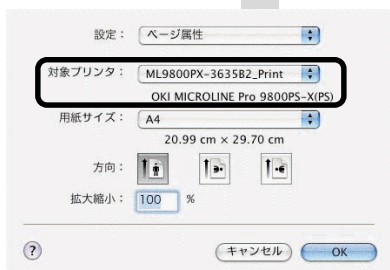 設定： ページ属性
対象プリンタ： ML9800PX-3635B2_Print
OKI MICROLINE Pro 9800PS-X(PS)
用紙サイズ： A4
20.99 cm × 29.70 cm
方向：
拡大縮小： 100 %
? キャンセル OK